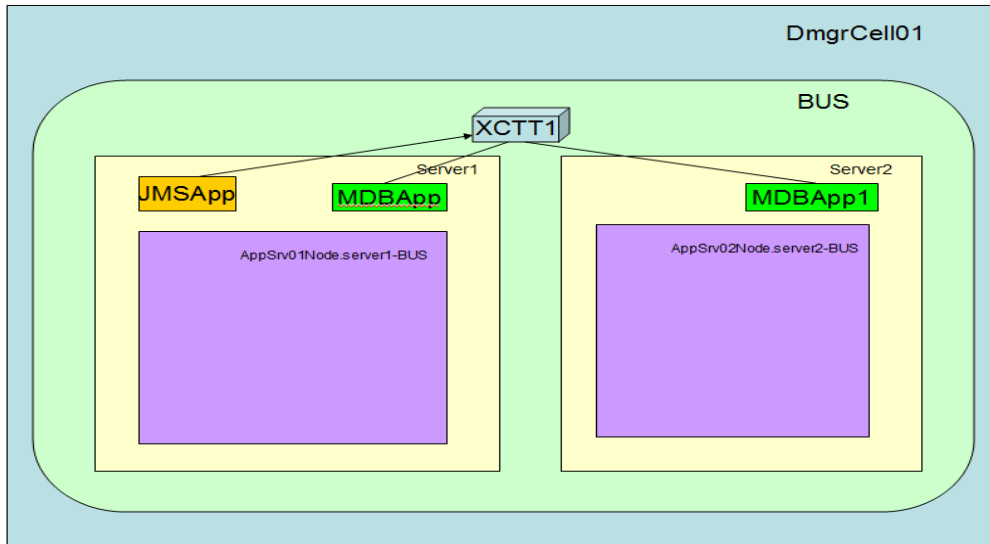 DmgrCell01
BUS
XCTT1
Server1
Server2
JMSApp
MDBApp
MDBApp1
AppSrv01Node.server1-BUS
AppSrv02Node.server2-BUS